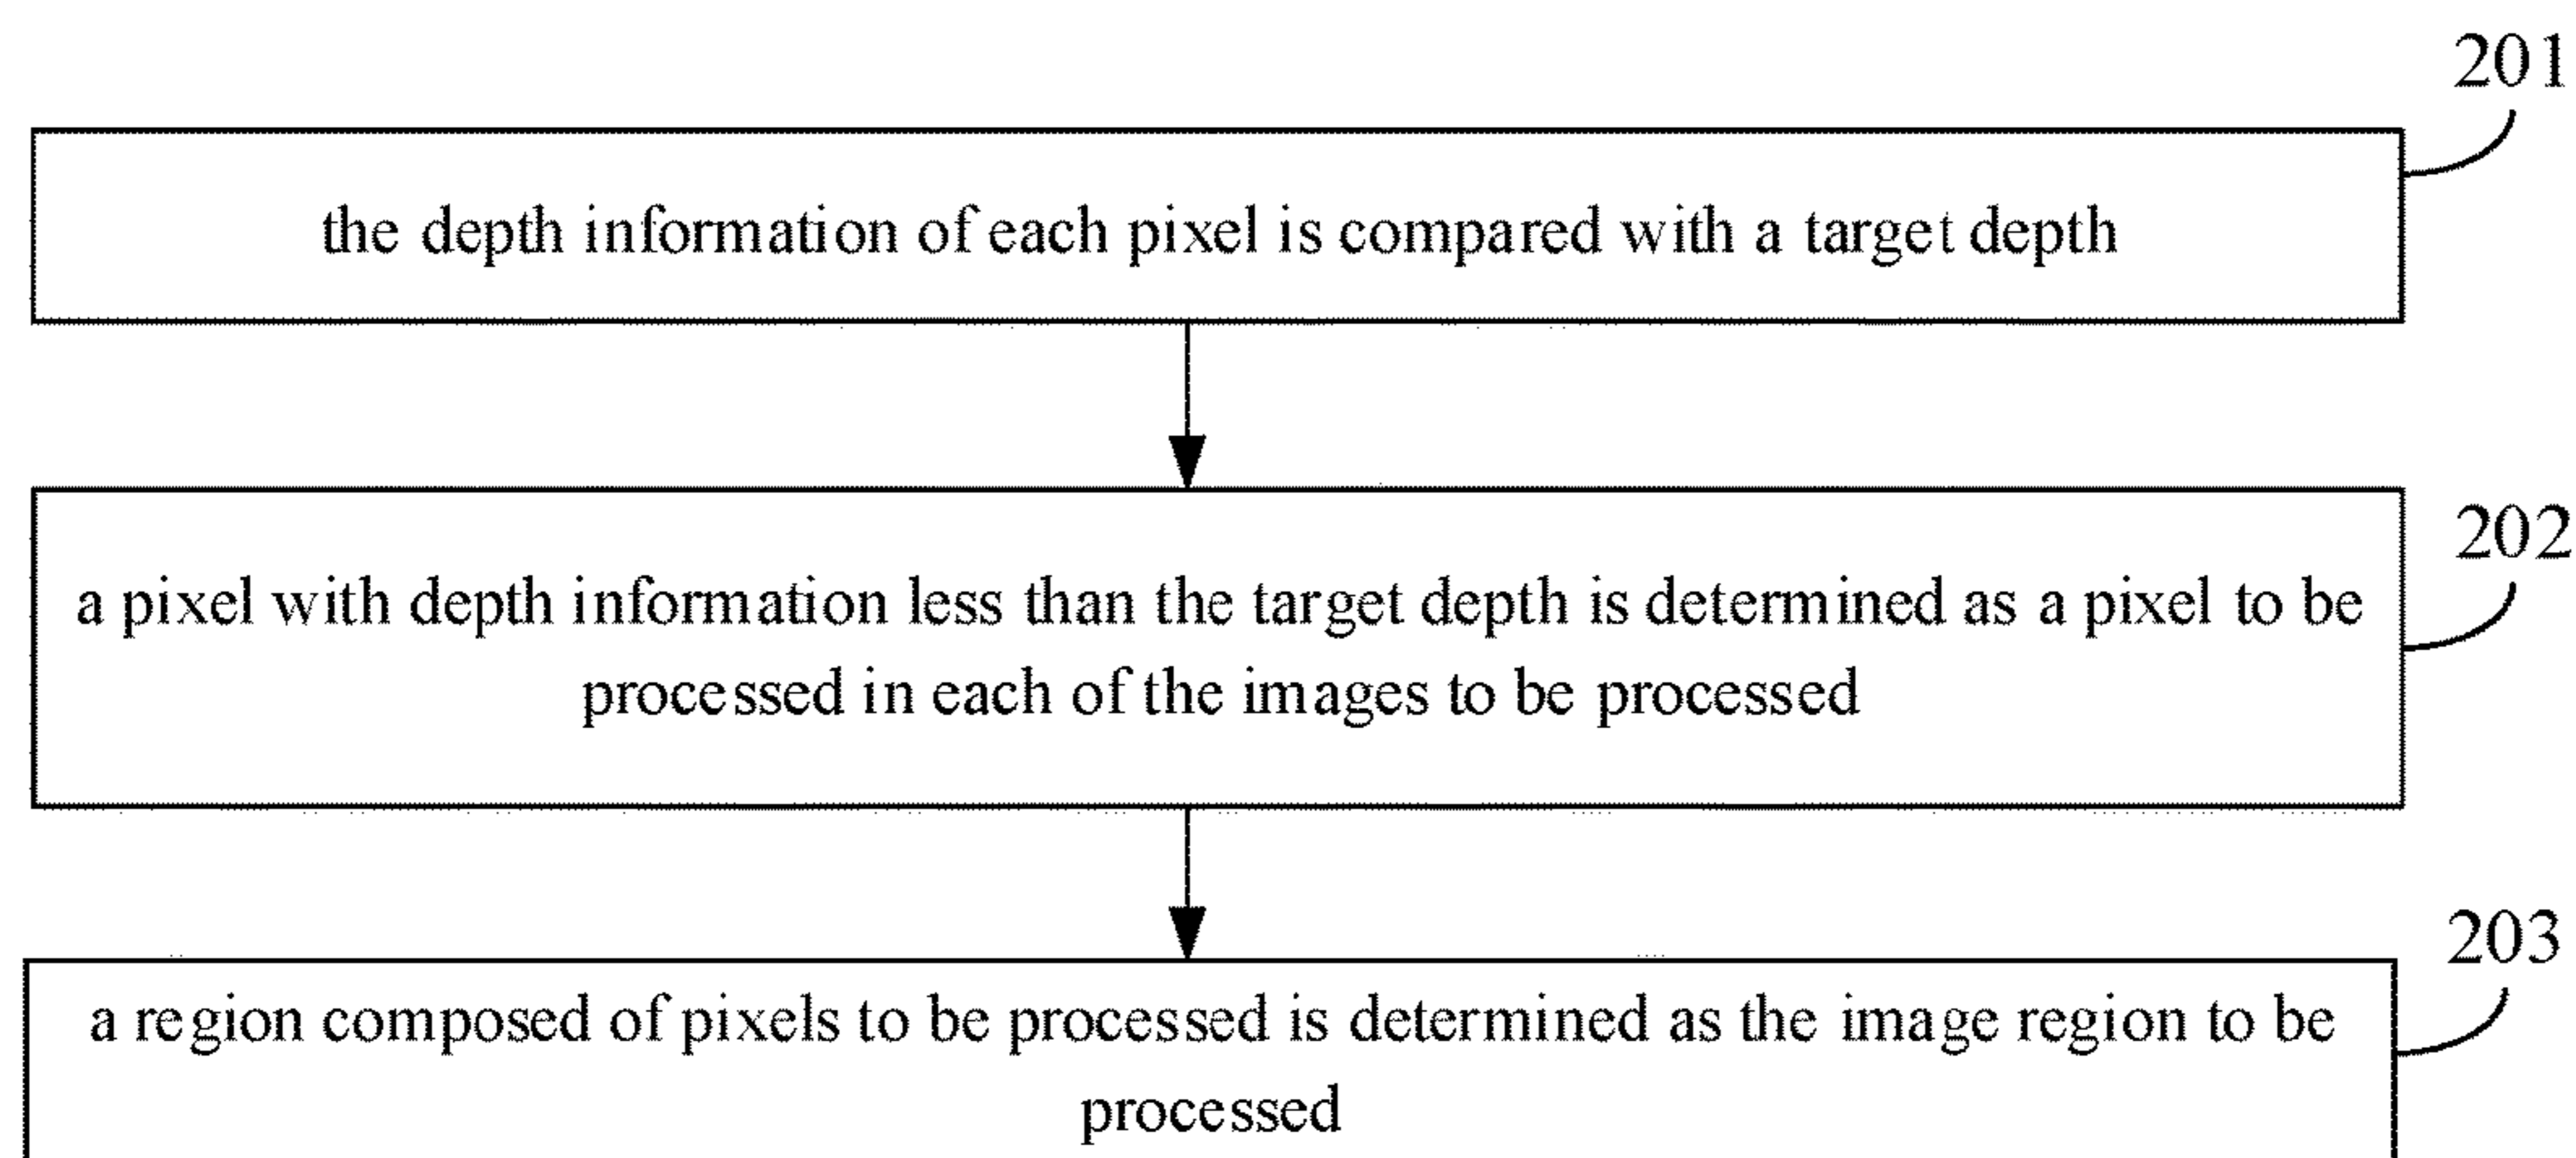 201
the depth information of each pixel is compared with a target depth
202
a pixel with depth information less than the target depth is determined as a pixel to be
processed in each of the images to be processed
203
a region composed of pixels to be processed is determined as the image region to be
processed